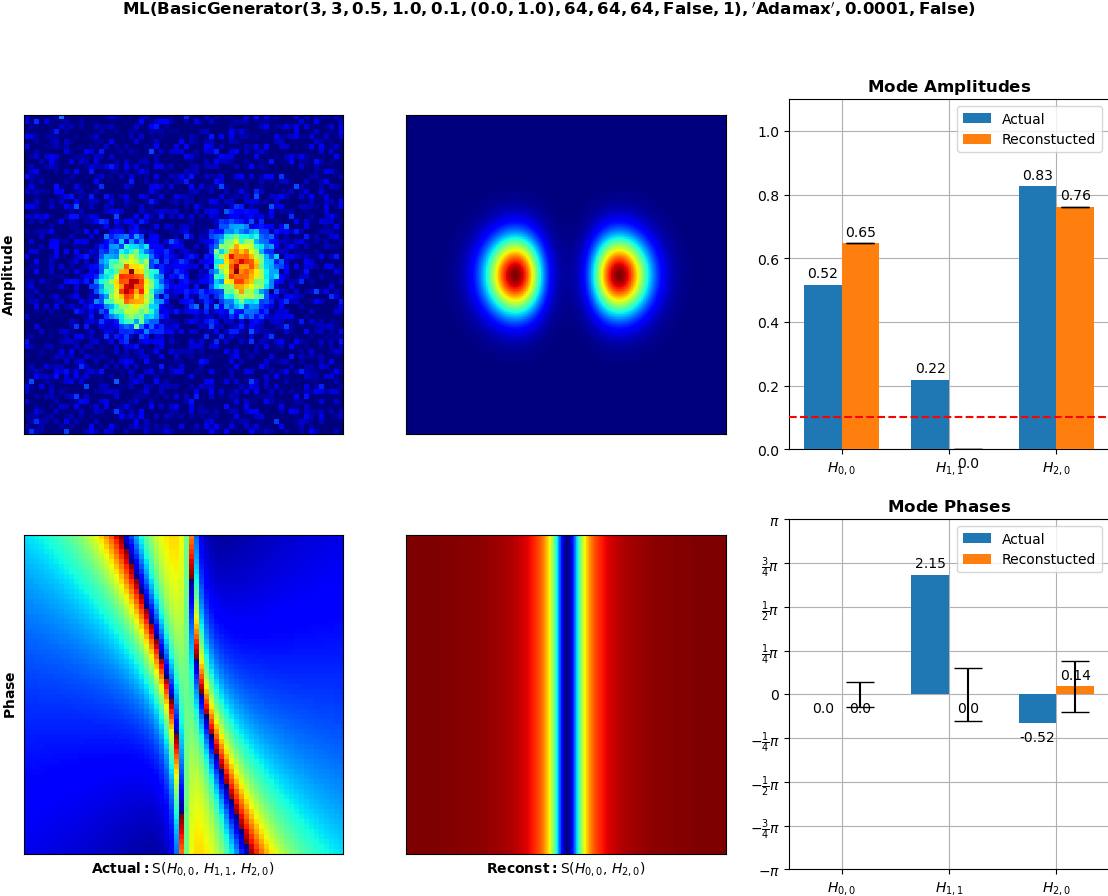 ML(BasicGenerator(3, 3, 0.5, 1.0, 0.1, (0.0, 1.0), 64, 64, 64, False, 1), 'Adamax', 0.0001, False)
Amplitude
Mode Amplitudes
Actual
Reconstucted
1.0
0.8
0.6
0.4
0.2
0.0
0.52
0.65
0.22
0.0
0.83
0.76
H0,0
H1,1
H2,0
Phase
Actual: S(H0,0, H1,1, H2,0)
Reconst: S(H0,0, H2,0)
Mode Phases
Actual
Reconstucted
π
3/4π
1/2π
1/4π
0
−1/4π
−1/2π
−3/4π
−π
0.0
0.0
2.15
0.0
-0.52
0.14
H0,0
H1,1
H2,0